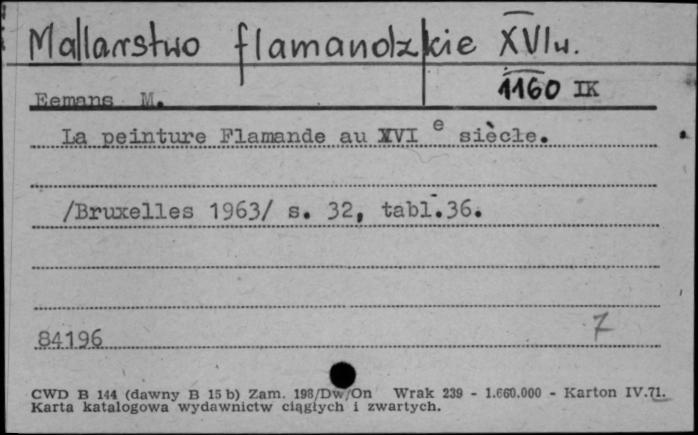 Mallarstwo flamandzkie XVIw.
1160 IK
Eemans M.
La peinture Flamande au XVI e siècle.
/Bruxelles 1963/ s. 32, tabl.36.
84196 7
CWD B 144 (dawny B 15 b) Zam. 198/Dw/On Wrak 239 - 1.660.000 - Karton IV.71.
Karta katalogowa wydawnictw ciągłych i zwartych.